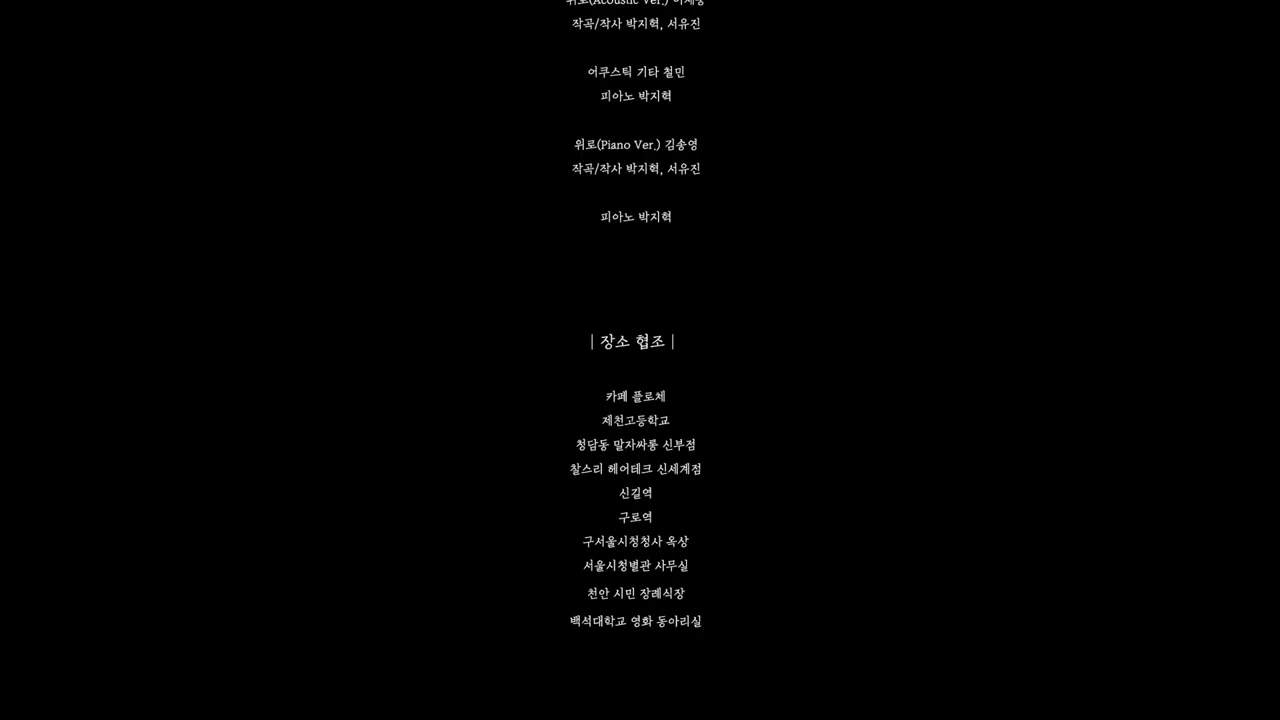 위로(Acoustic Ver.)
작곡/작사 박지혁, 서유진
어쿠스틱 기타 철민
피아노 박지혁
위로(Piano Ver.) 김송영
작곡/작사 박지혁, 서유진
피아노 박지혁
| 장소 협조 |
카페 플로체
제천고등학교
청담동 말자싸롱 신부점
찰스리 헤어테크 신세계점
신길역
구로역
구서울시청청사 옥상
서울시청별관 사무실
천안 시민 장례식장
백석대학교 영화 동아리실